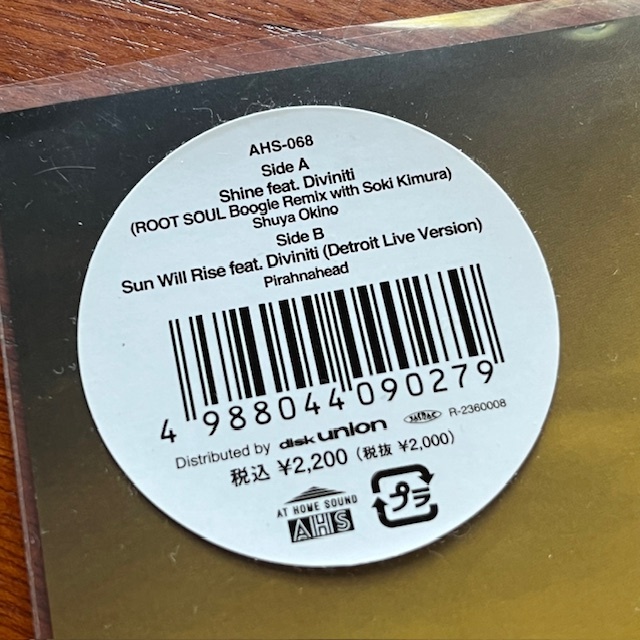 AHS-068
Side A
Shine feat. Diviniti
(ROOT SOUL Boogie Remix with Soki Kimura)
Shuya Okino
Side B
Sun Will Rise feat. Diviniti (Detroit Live Version)
Pirahnahead
4 988044 090279
Distributed by disk union JASRAC R-2360008
税込 ¥2,200 (税抜 ¥2,000)
AT HOME SOUND
AHS
プラ